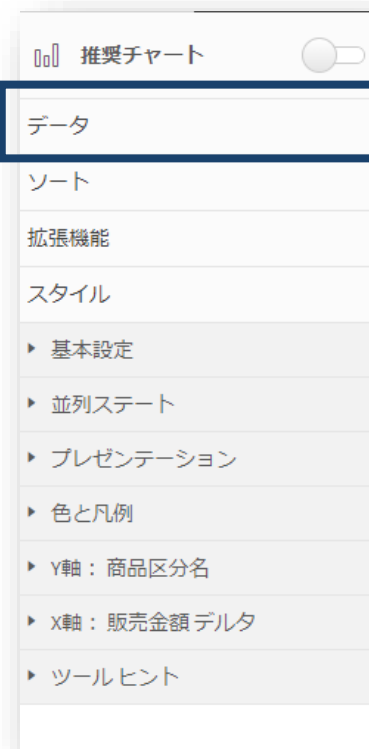 推奨チャート
データ
ソート
拡張機能
スタイル
基本設定
並列ステート
プレゼンテーション
色と凡例
Y軸： 商品区分名
X軸： 販売金額 デルタ
ツール ヒント